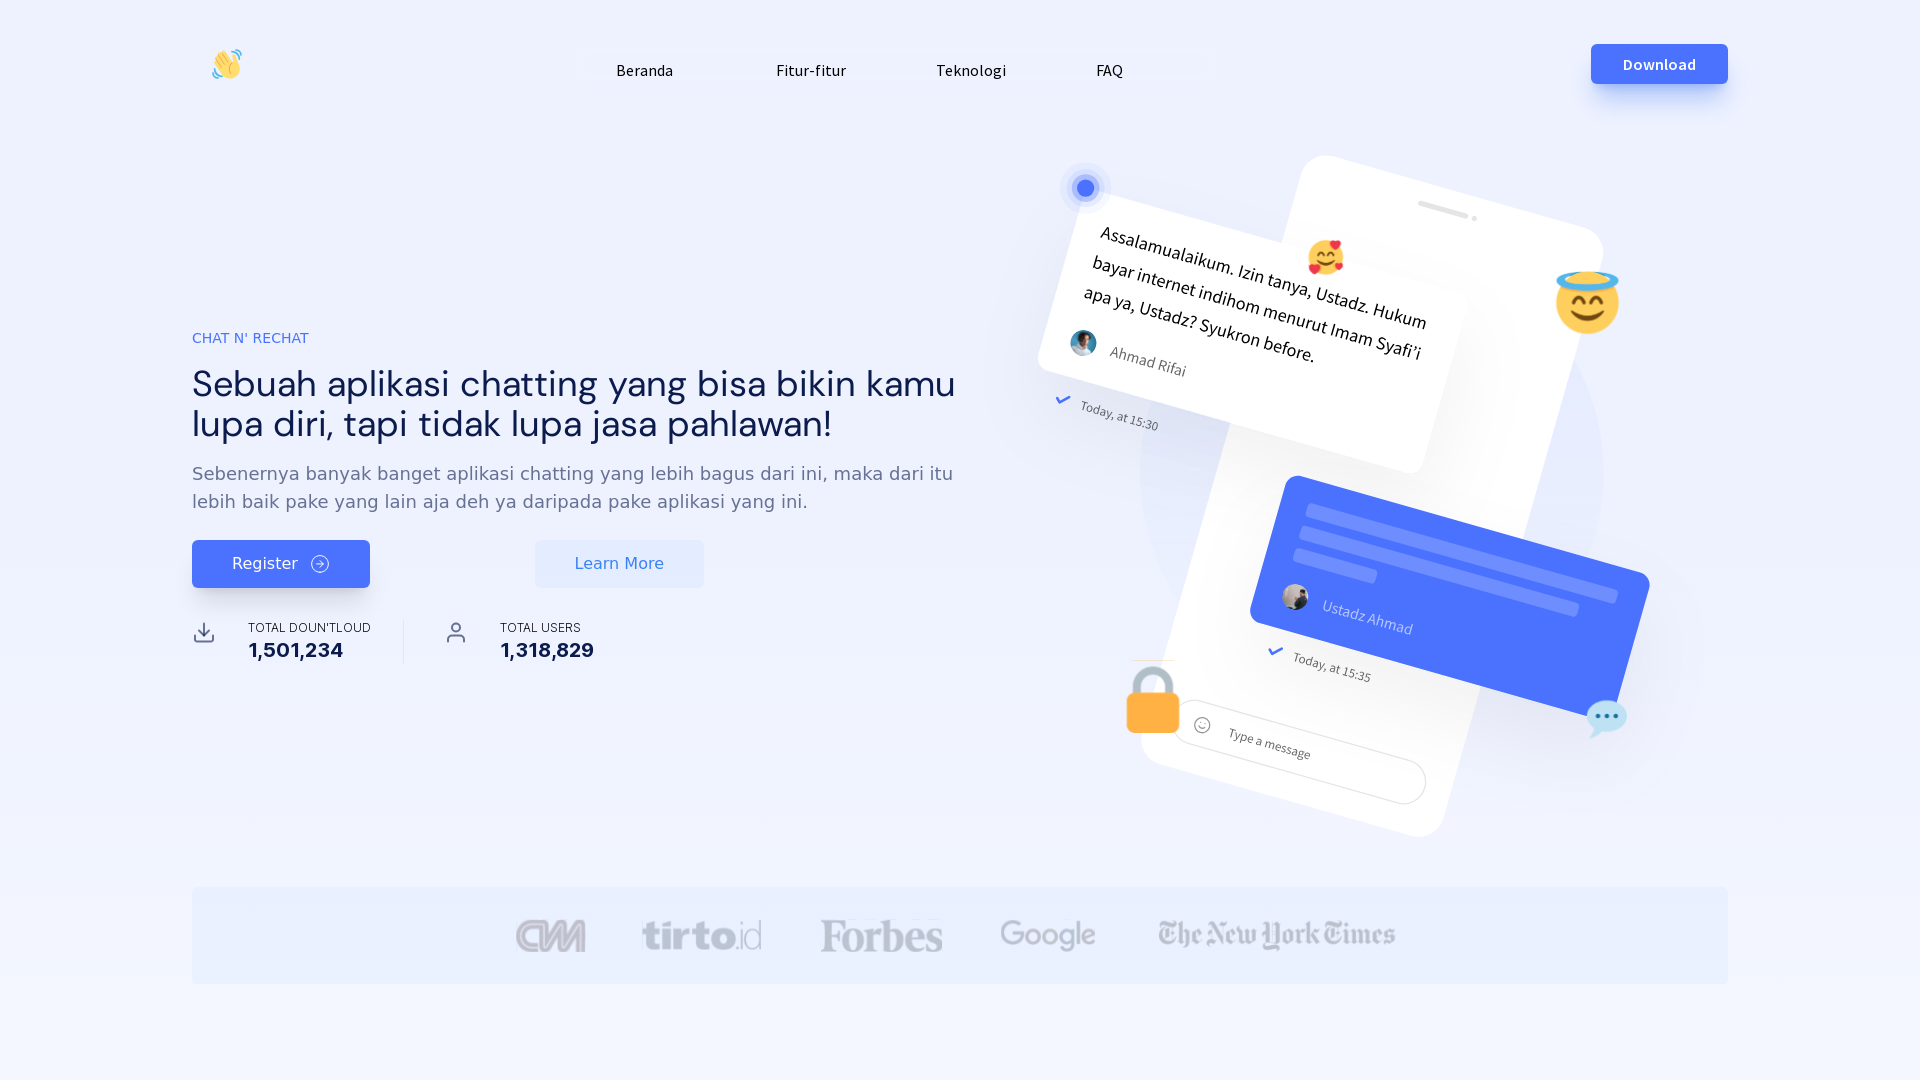 Beranda
Fitur-fitur
Teknologi
FAQ
Download
CHAT N' RECHAT
Sebuah aplikasi chatting yang bisa bikin kamu
lupa diri, tapi tidak lupa jasa pahlawan!
Sebenernya banyak banget aplikasi chatting yang lebih bagus dari ini, maka dari itu
lebih baik pake yang lain aja deh ya daripada pake aplikasi yang ini.
Register
Learn More
TOTAL DOUN'TLOUD
1,501,234
TOTAL USERS
1,318,829
Assalamualaikum. Izin tanya, Ustadz. Hukum
bayar internet indihom menurut Imam Syafi’i
apa ya, Ustadz? Syukron before.
Ahmad Rifai
Today, at 15:30
Ustadz Ahmad
Today, at 15:35
Type a message
CNN
tirto.id
Forbes
Google
The New York Times